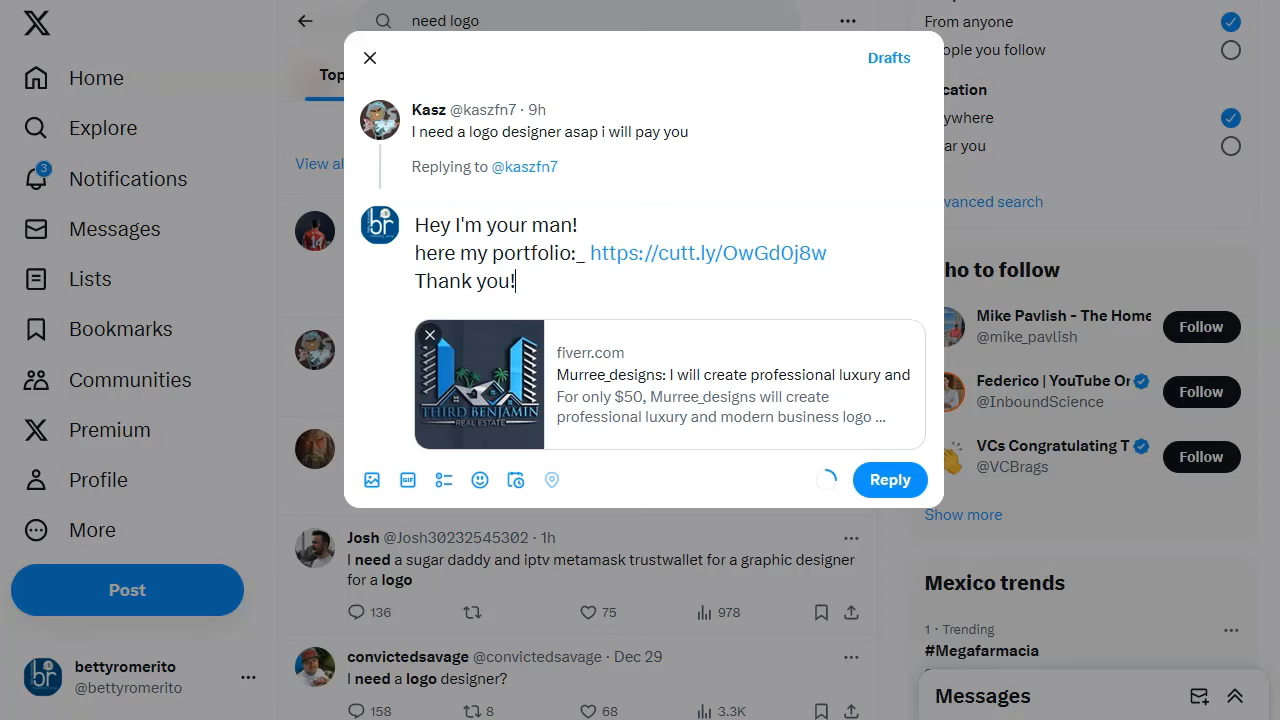 need logo
From anyone
ople you follow
Home
Explore
3
Notifications
Messages
Lists
Bookmarks
Communities
Premium
Profile
More
Post
bettyromerito
@bettyromerito
Top
View al
Drafts
Kasz @kaszfn7 · 9h
I need a logo designer asap i will pay you
Replying to @kaszfn7
br
Hey I'm your man!
here my portfolio:_ https://cutt.ly/OwGd0j8w
Thank you!
THIRD BENJAMIN
REAL ESTATE
fiverr.com
Murree_designs: I will create professional luxury and
For only $50, Murree_designs will create
professional luxury and modern business logo ...
GIF
Reply
Josh @Josh30232545302 · 1h
I need a sugar daddy and iptv metamask trustwallet for a graphic designer
for a logo
136
75
978
convictedsavage @convictedsavage · Dec 29
I need a logo designer?
158
8
68
3.3K
cation
ywhere
ar you
vanced search
ho to follow
Mike Pavlish - The Home
@mike_pavlish
Follow
Federico | YouTube Or
@InboundScience
Follow
VCs Congratulating T
@VCBrags
Follow
Show more
Mexico trends
1 · Trending
#Megafarmacia
Messages